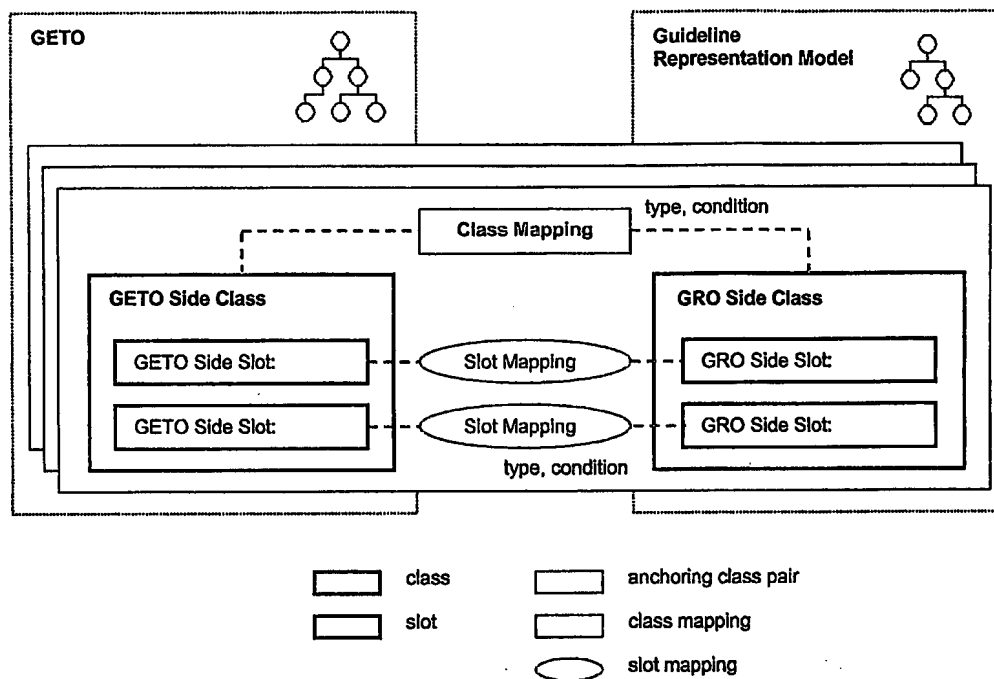 GETO
Guideline
Representation Model
type, condition
Class Mapping
GETO Side Class
GRO Side Class
GETO Side Slot:
Slot Mapping
GRO Side Slot:
GETO Side Slot:
Slot Mapping
GRO Side Slot:
type, condition
class
anchoring class pair
slot
class mapping
slot mapping